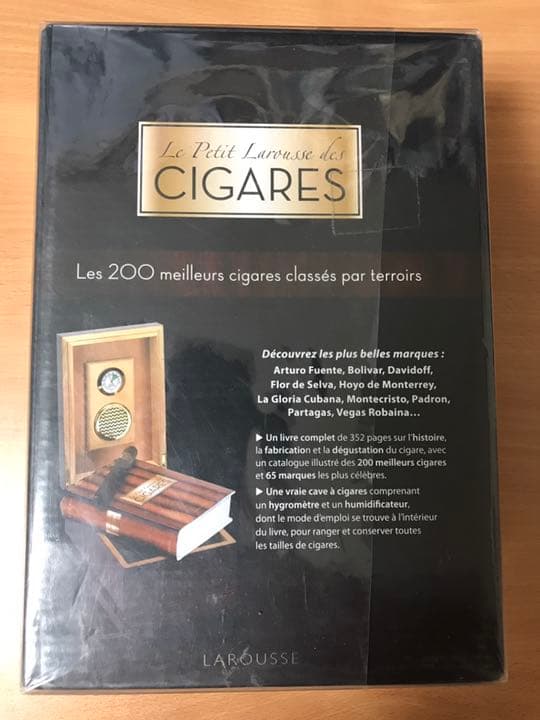 Le Petit Larousse des
CIGARES
Les 200 meilleurs cigares classés par terroirs
Découvrez les plus belles marques :
Arturo Fuente, Bolivar, Davidoff,
Flor de Selva, Hoyo de Monterrey,
La Gloria Cubana, Montecristo, Padron,
Partagas, Vegas Robaina...
▶ Un livre complet de 352 pages sur l'histoire,
la fabrication et la dégustation du cigare, avec
un catalogue illustré des 200 meilleurs cigares
et 65 marques les plus célèbres.
▶ Une vraie cave à cigares comprenant
un hygromètre et un humidificateur,
dont le mode d'emploi se trouve à l'intérieur
du livre, pour ranger et conserver toutes
les tailles de cigares.
LAROUSSE